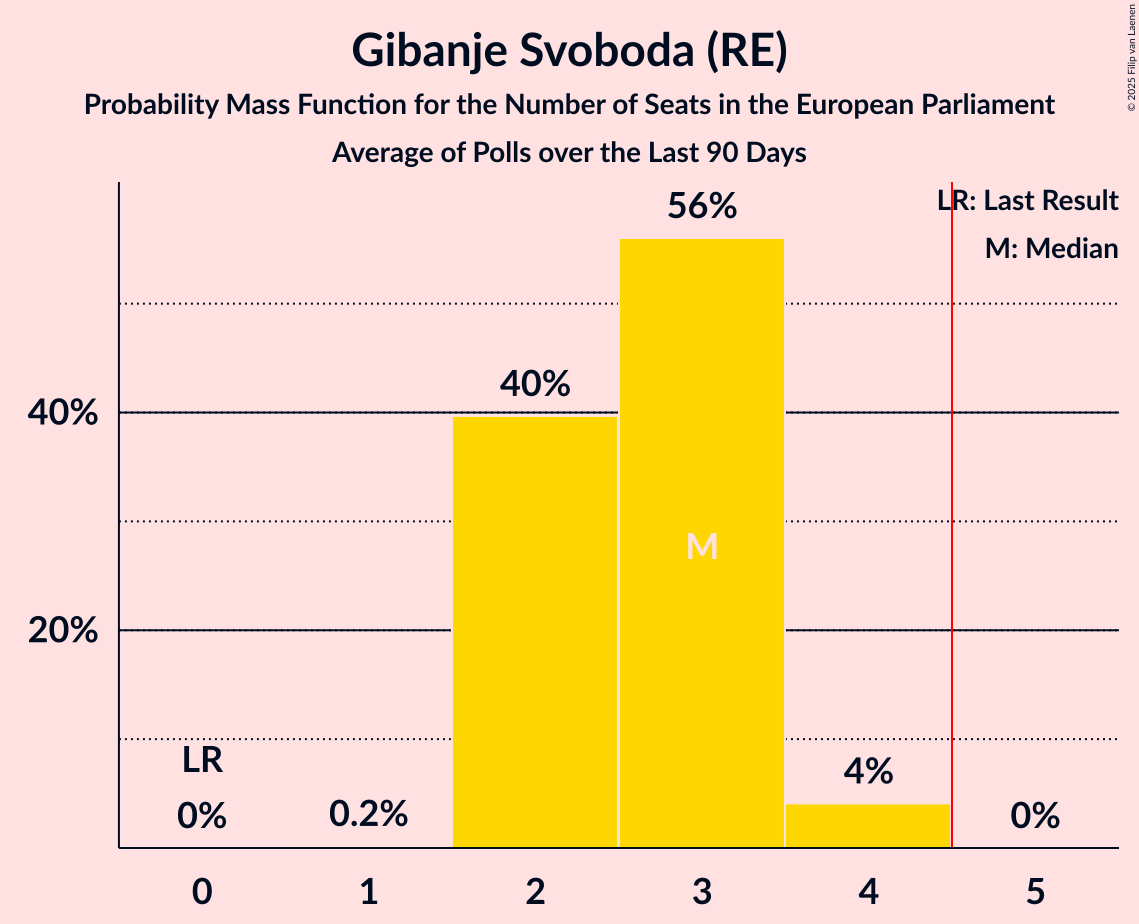 Gibanje Svoboda (RE)
Probability Mass Function for the Number of Seats in the European Parliament
Average of Polls over the Last 90 Days
© 2025 Filip van Laenen
LR: Last Result
M: Median
56%
40%
40%
M
20%
LR
4%
0%
0.2%
0%
0
1
2
3
4
5